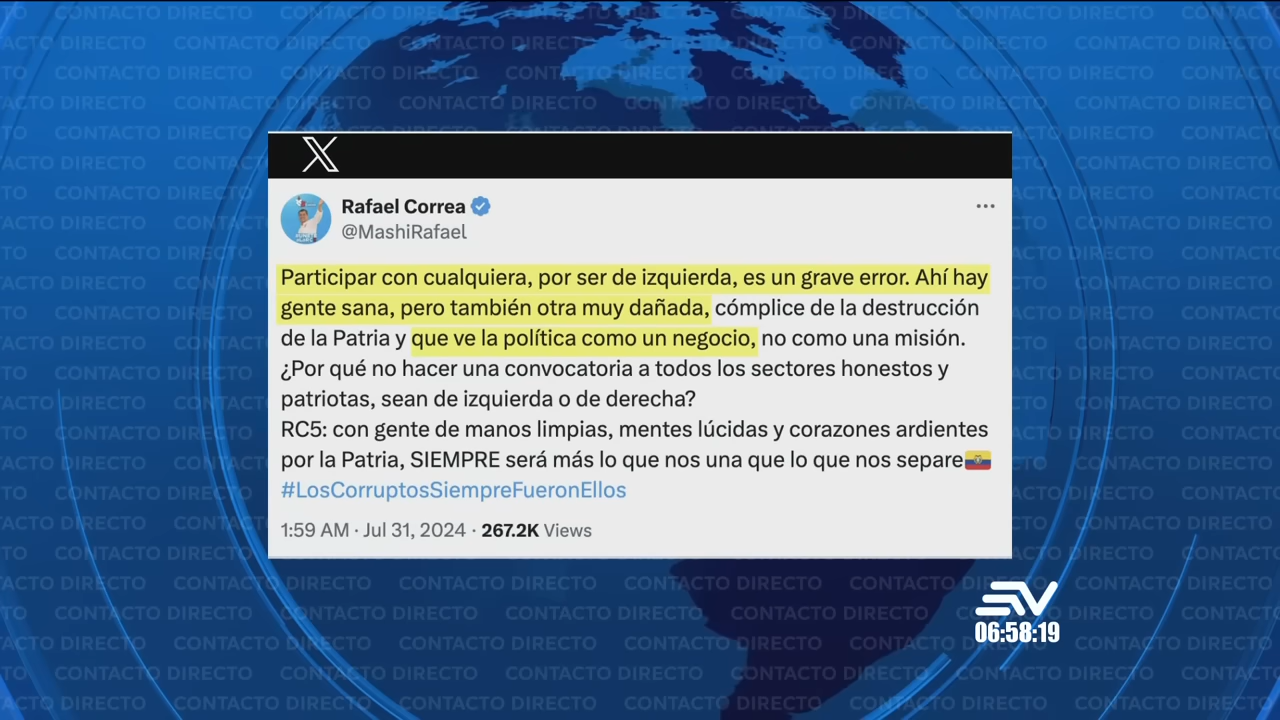 Rafael Correa
@MashiRafael
Participar con cualquiera, por ser de izquierda, es un grave error. Ahí hay
gente sana, pero también otra muy dañada, cómplice de la destrucción
de la Patria y que ve la política como un negocio, no como una misión.
¿Por qué no hacer una convocatoria a todos los sectores honestos y
patriotas, sean de izquierda o de derecha?
RC5: con gente de manos limpias, mentes lúcidas y corazones ardientes
por la Patria, SIEMPRE será más lo que nos una que lo que nos separe🇪🇨
#LosCorruptosSiempreFueronEllos
1:59 AM · Jul 31, 2024 · 267.2K Views
06:58:19
CONTACTO DIRECTO